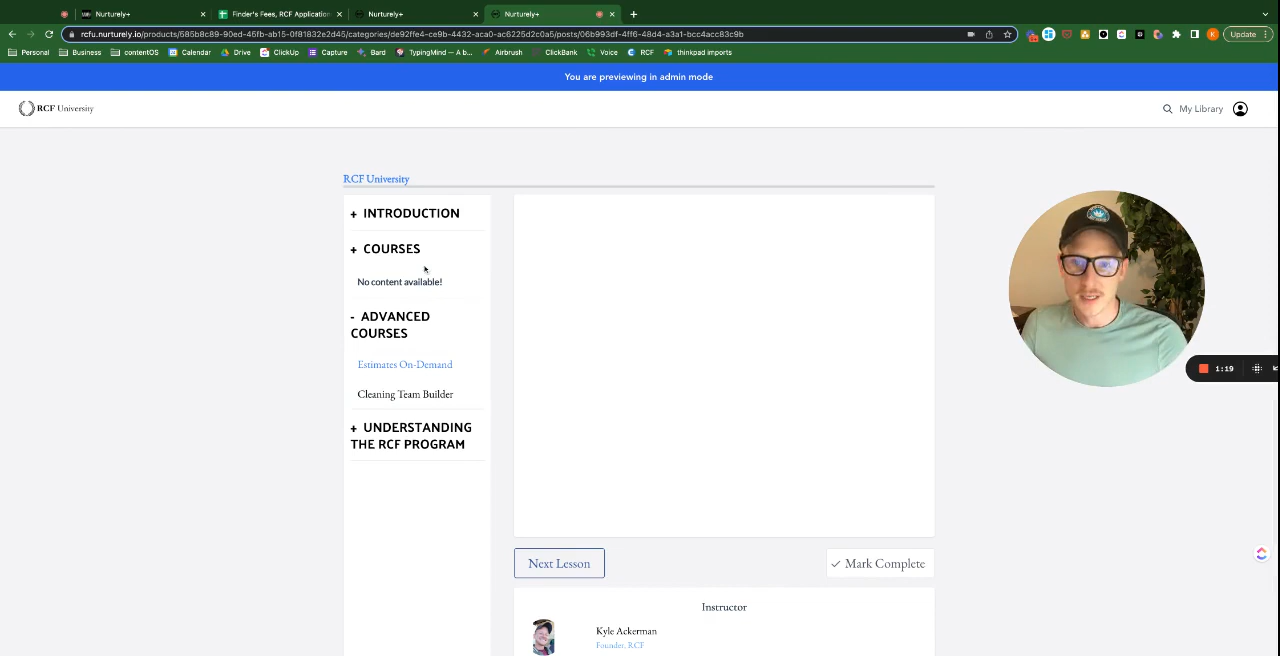 Nurturely+
Finder's Fees, RCF Application
Nurturely+
Nurturely+
rcfu.nurturely.io/products/585b8c89-90ed-45fb-ab15-0f81832e2d45/categories/de92ffe4-ce9b-4432-aca0-ac6225d2c0a5/posts/06b993df-4ff6-48d4-a3a1-bcc4acc83c9b
Update
Personal
Business
contentOS
Calendar
Drive
ClickUp
Capture
Bard
TypingMind — A b...
Airbrush
ClickBank
Voice
RCF
thinkpad imports
You are previewing in admin mode
RCF University
My Library
RCF University
+ INTRODUCTION
+ COURSES
No content available!
- ADVANCED
COURSES
Estimates On-Demand
Cleaning Team Builder
+ UNDERSTANDING
THE RCF PROGRAM
1:19
Next Lesson
Mark Complete
Instructor
Kyle Ackerman
Founder, RCF